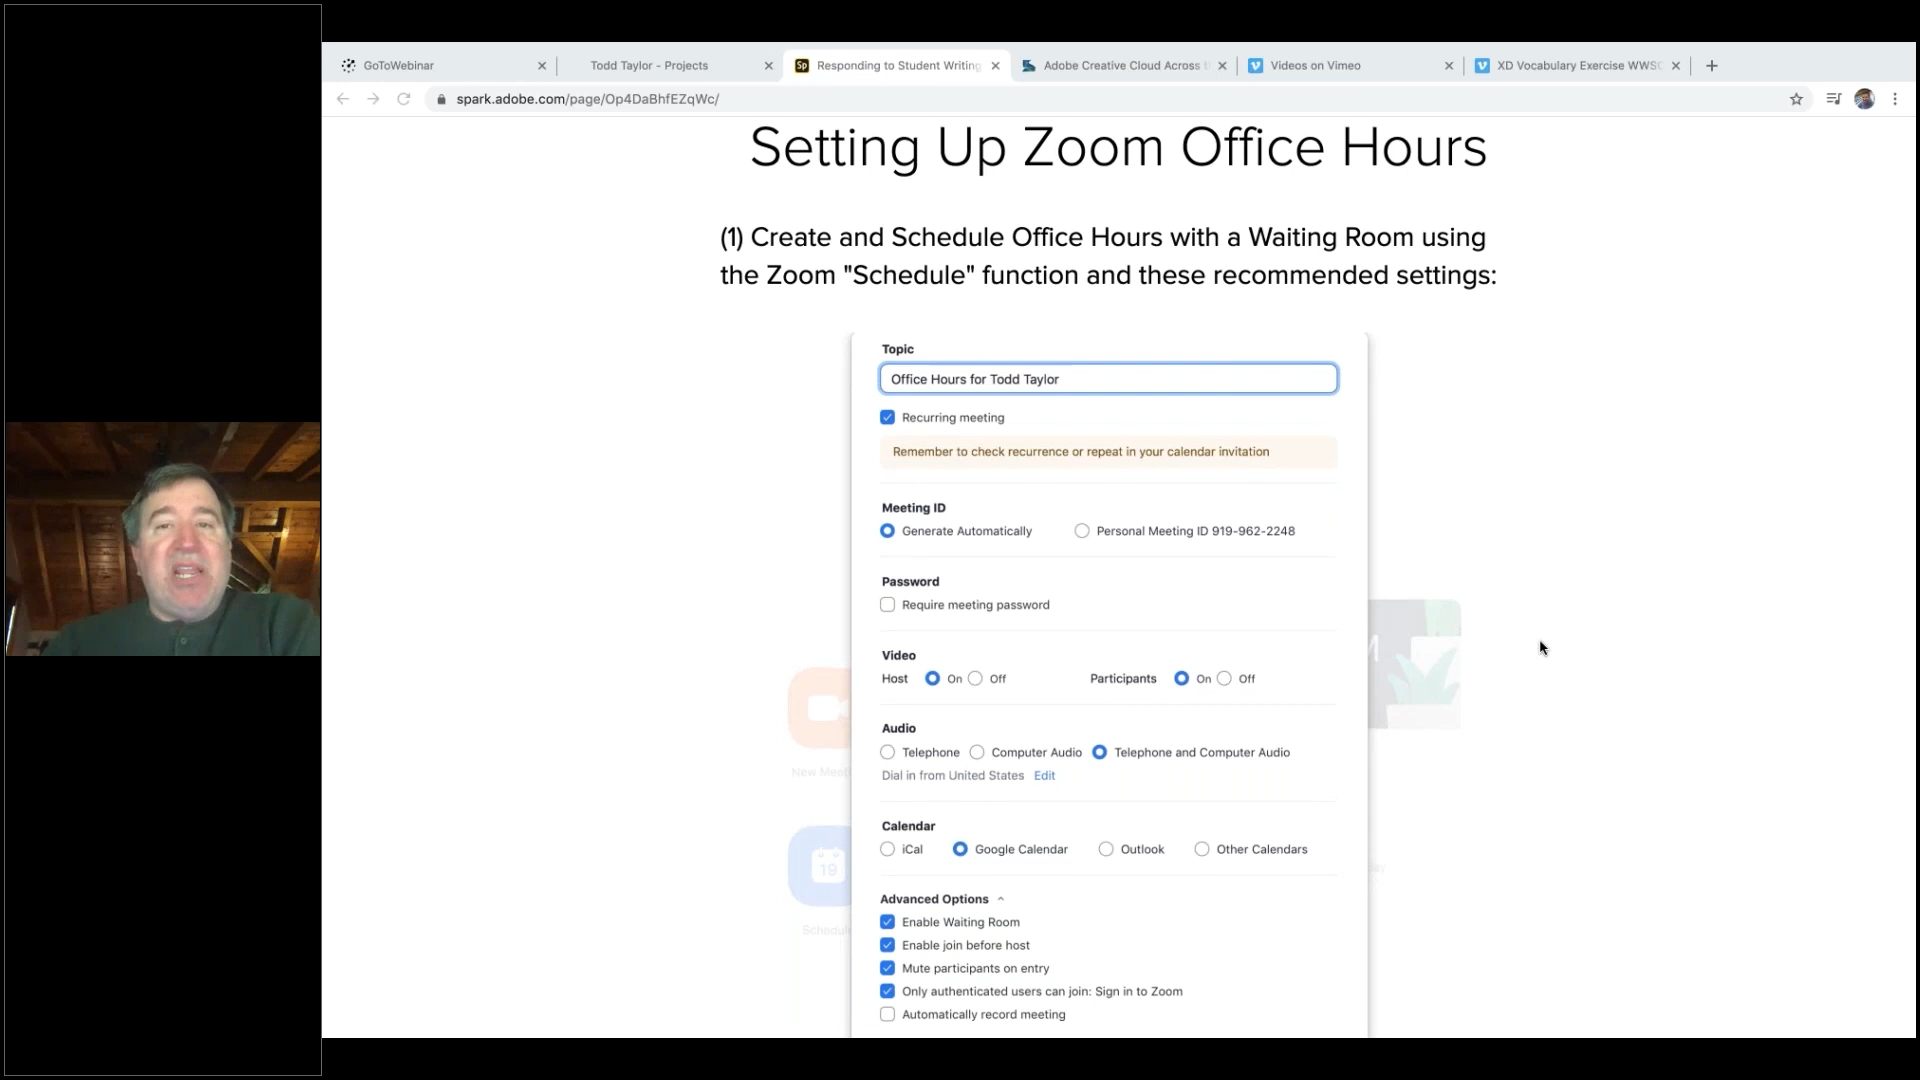 GoToWebinar
Todd Taylor - Projects
Sp Responding to Student Writing
Adobe Creative Cloud Across
Videos on Vimeo
XD Vocabulary Exercise WWSC
spark.adobe.com/page/Op4DaBhfEZqWc/
Setting Up Zoom Office Hours
(1) Create and Schedule Office Hours with a Waiting Room using
the Zoom "Schedule" function and these recommended settings:
Topic
Office Hours for Todd Taylor
Recurring meeting
Remember to check recurrence or repeat in your calendar invitation
Meeting ID
Generate Automatically Personal Meeting ID 919-962-2248
Password
Require meeting password
Video
Host On Off Participants On Off
Audio
Telephone Computer Audio Telephone and Computer Audio
New Meeti
Dial in from United States Edit
Calendar
iCal Google Calendar Outlook Other Calendars
19
Advanced Options
Enable Waiting Room
Schedule
Enable join before host
Mute participants on entry
Only authenticated users can join: Sign in to Zoom
Automatically record meeting